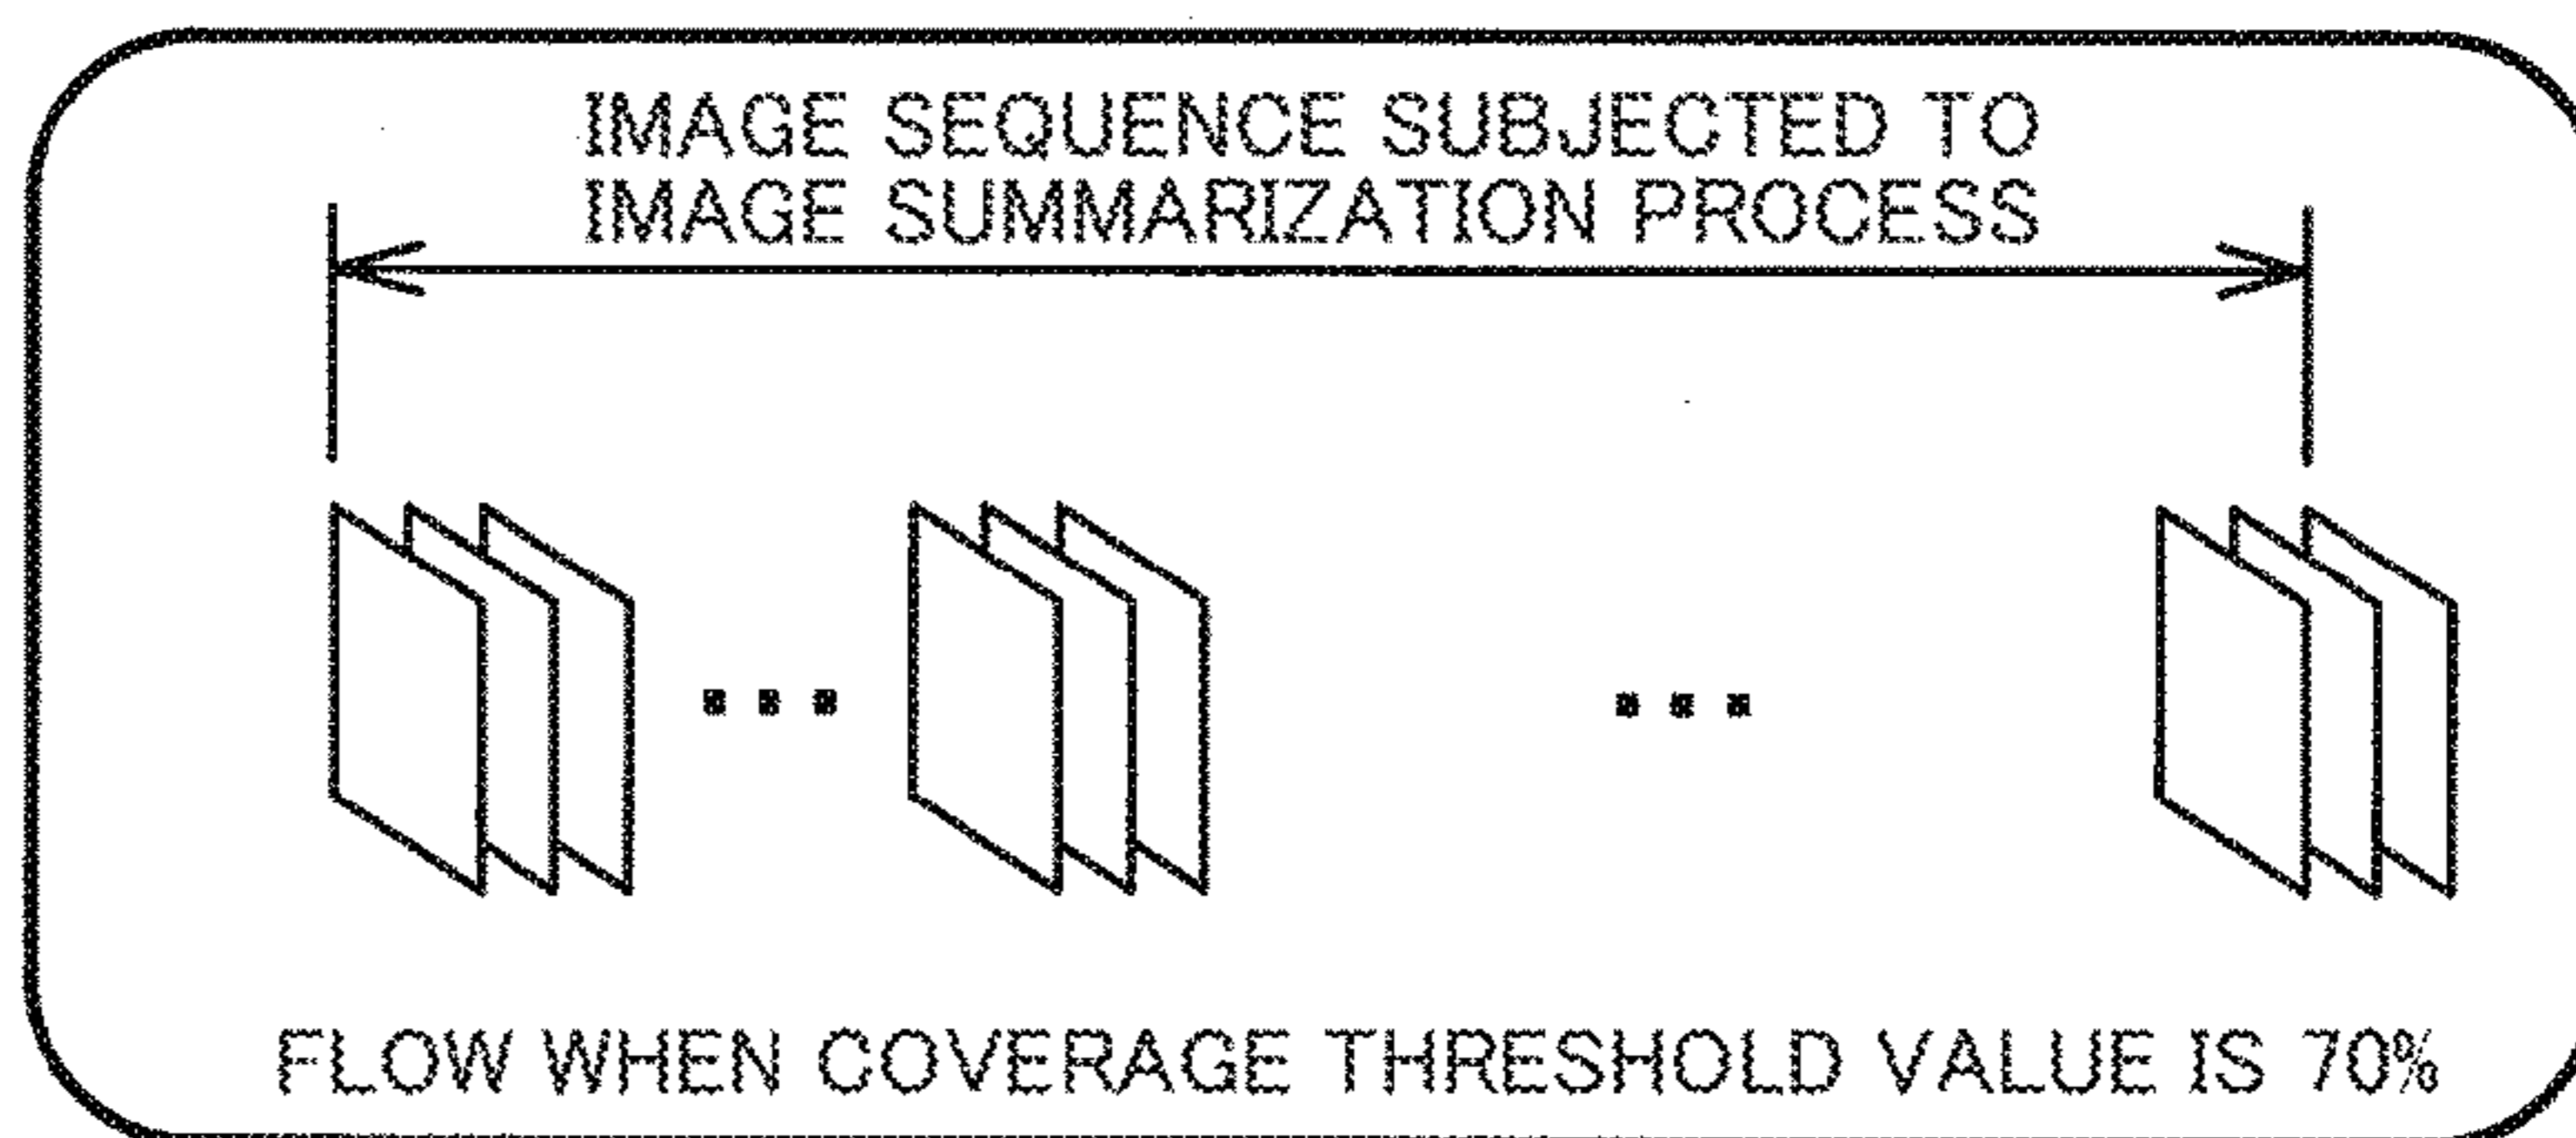 IMAGE SEQUENCE SUBJECTED TO
IMAGE SUMMARIZATION PROCESS
FLOW WHEN COVERAGE THRESHOLD VALUE IS 70%